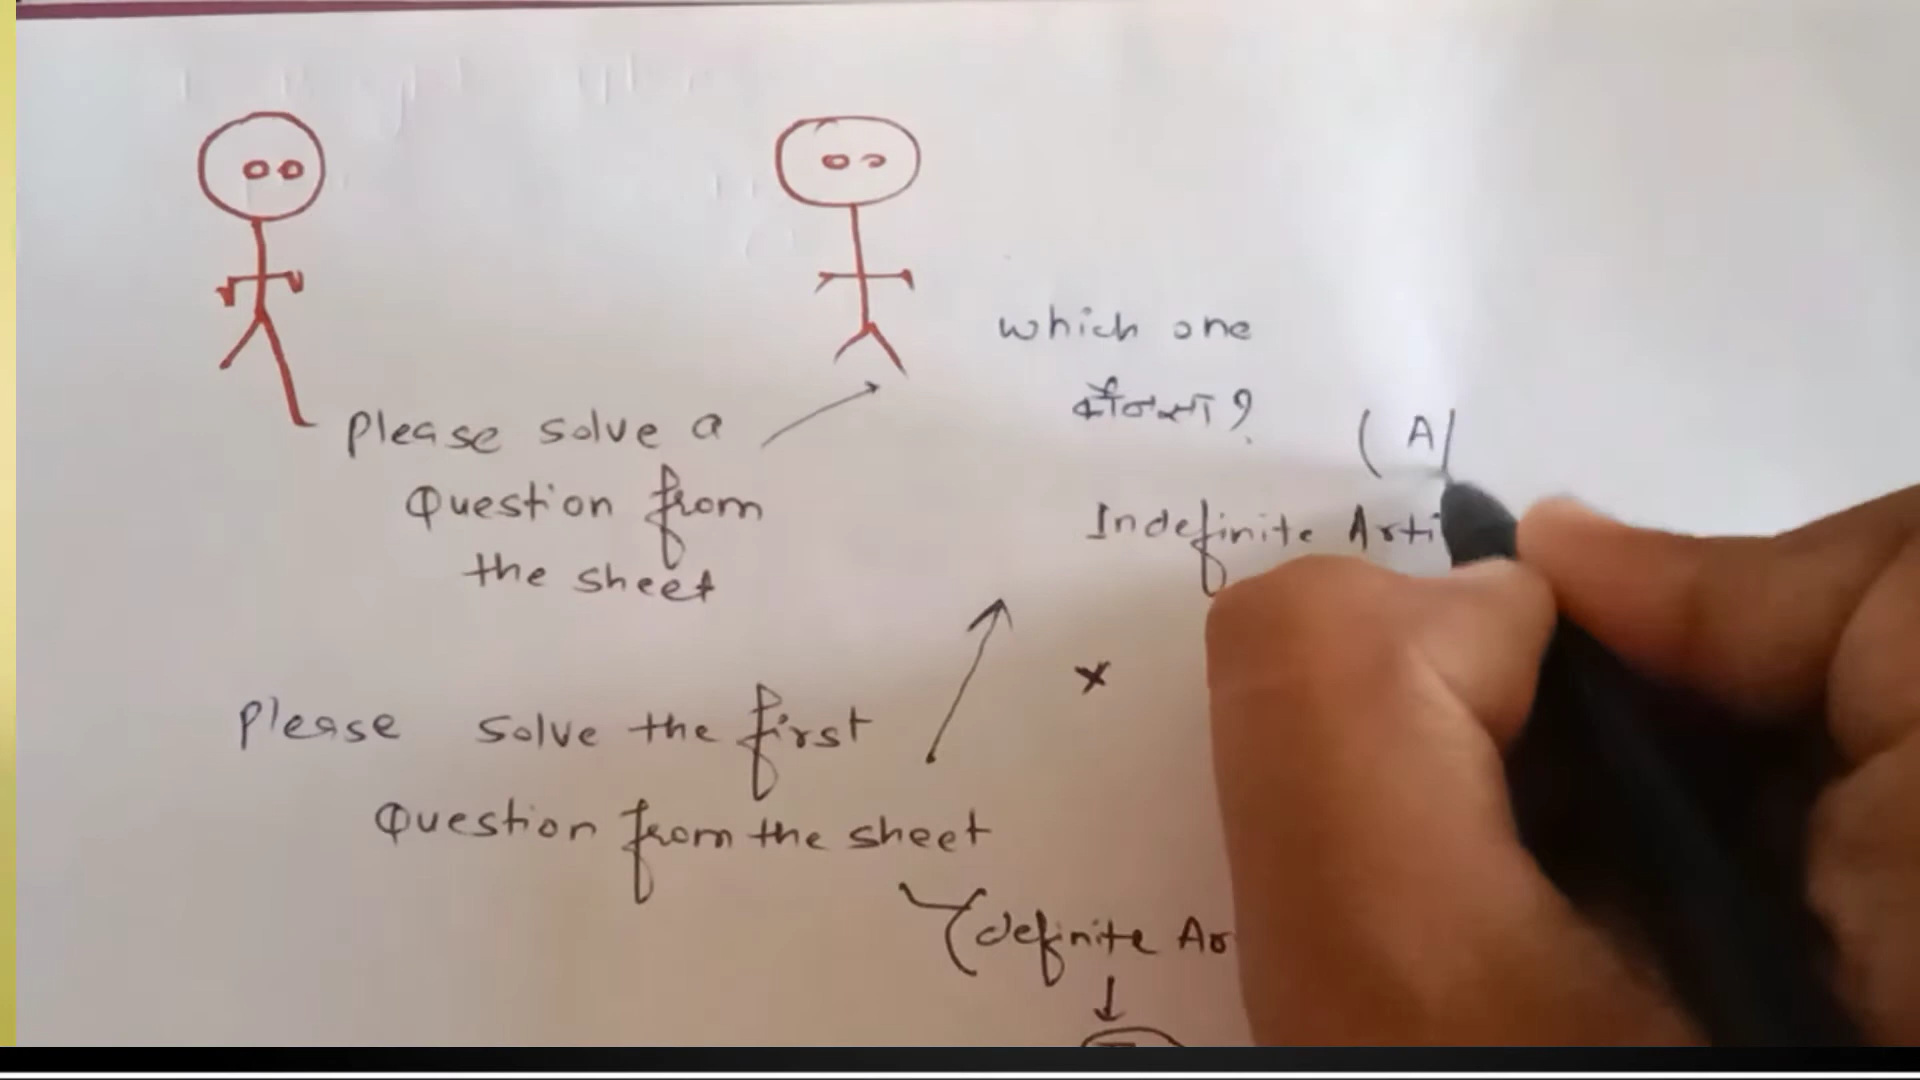 which one
कौनसा?
Please solve a
Question from
the sheet
(A/
Indefinite Arti
×
Please solve the first
Question from the sheet
(definite Ar